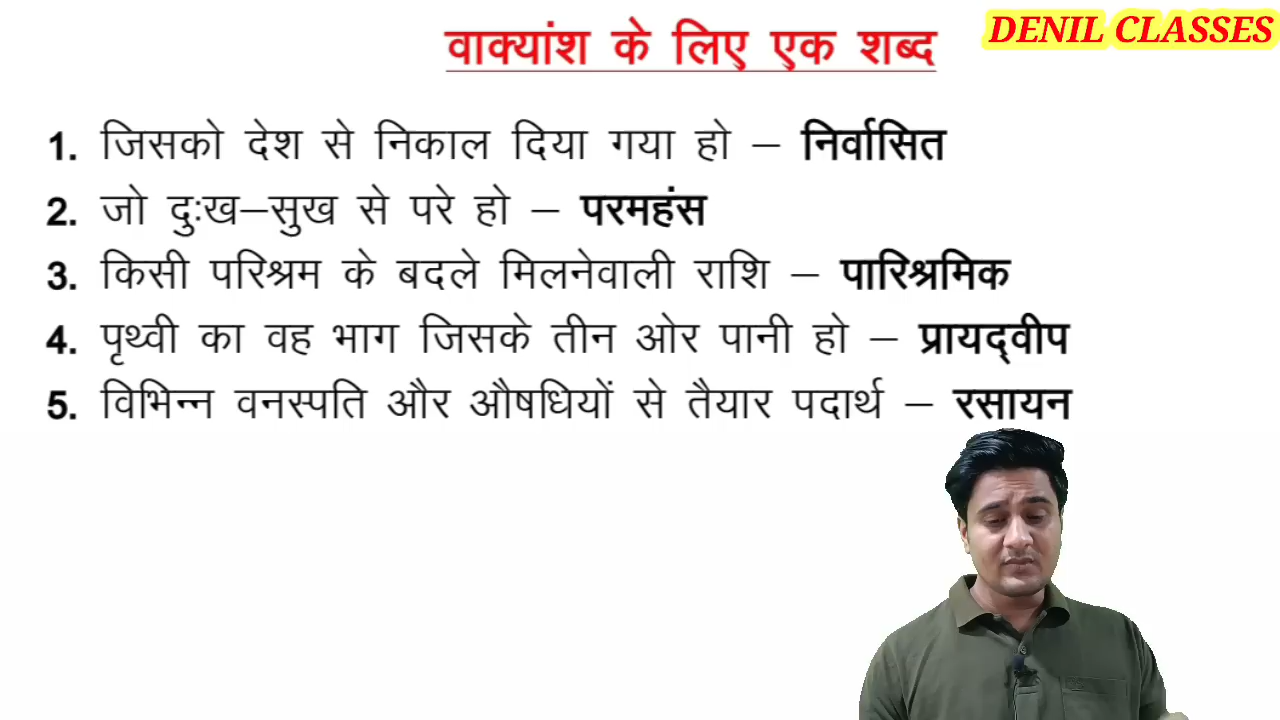 वाक्यांश के लिए एक शब्द
DENIL CLASSES
1. जिसको देश से निकाल दिया गया हो – निर्वासित
2. जो दुःख–सुख से परे हो – परमहंस
3. किसी परिश्रम के बदले मिलनेवाली राशि – पारिश्रमिक
4. पृथ्वी का वह भाग जिसके तीन ओर पानी हो – प्रायद्‌वीप
5. विभिन्न वनस्पति और औषधियों से तैयार पदार्थ – रसायन